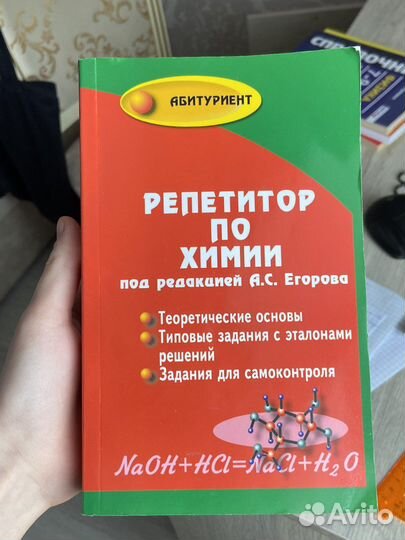 АБИТУРИЕНТ
РЕПЕТИТОР
ПО
ХИМИИ
под редакцией А.С. Егорова
Теоретические основы
Типовые задания с эталонами
решений
Задания для самоконтроля
NaOH+HCl=NaCl+H₂O
Avito